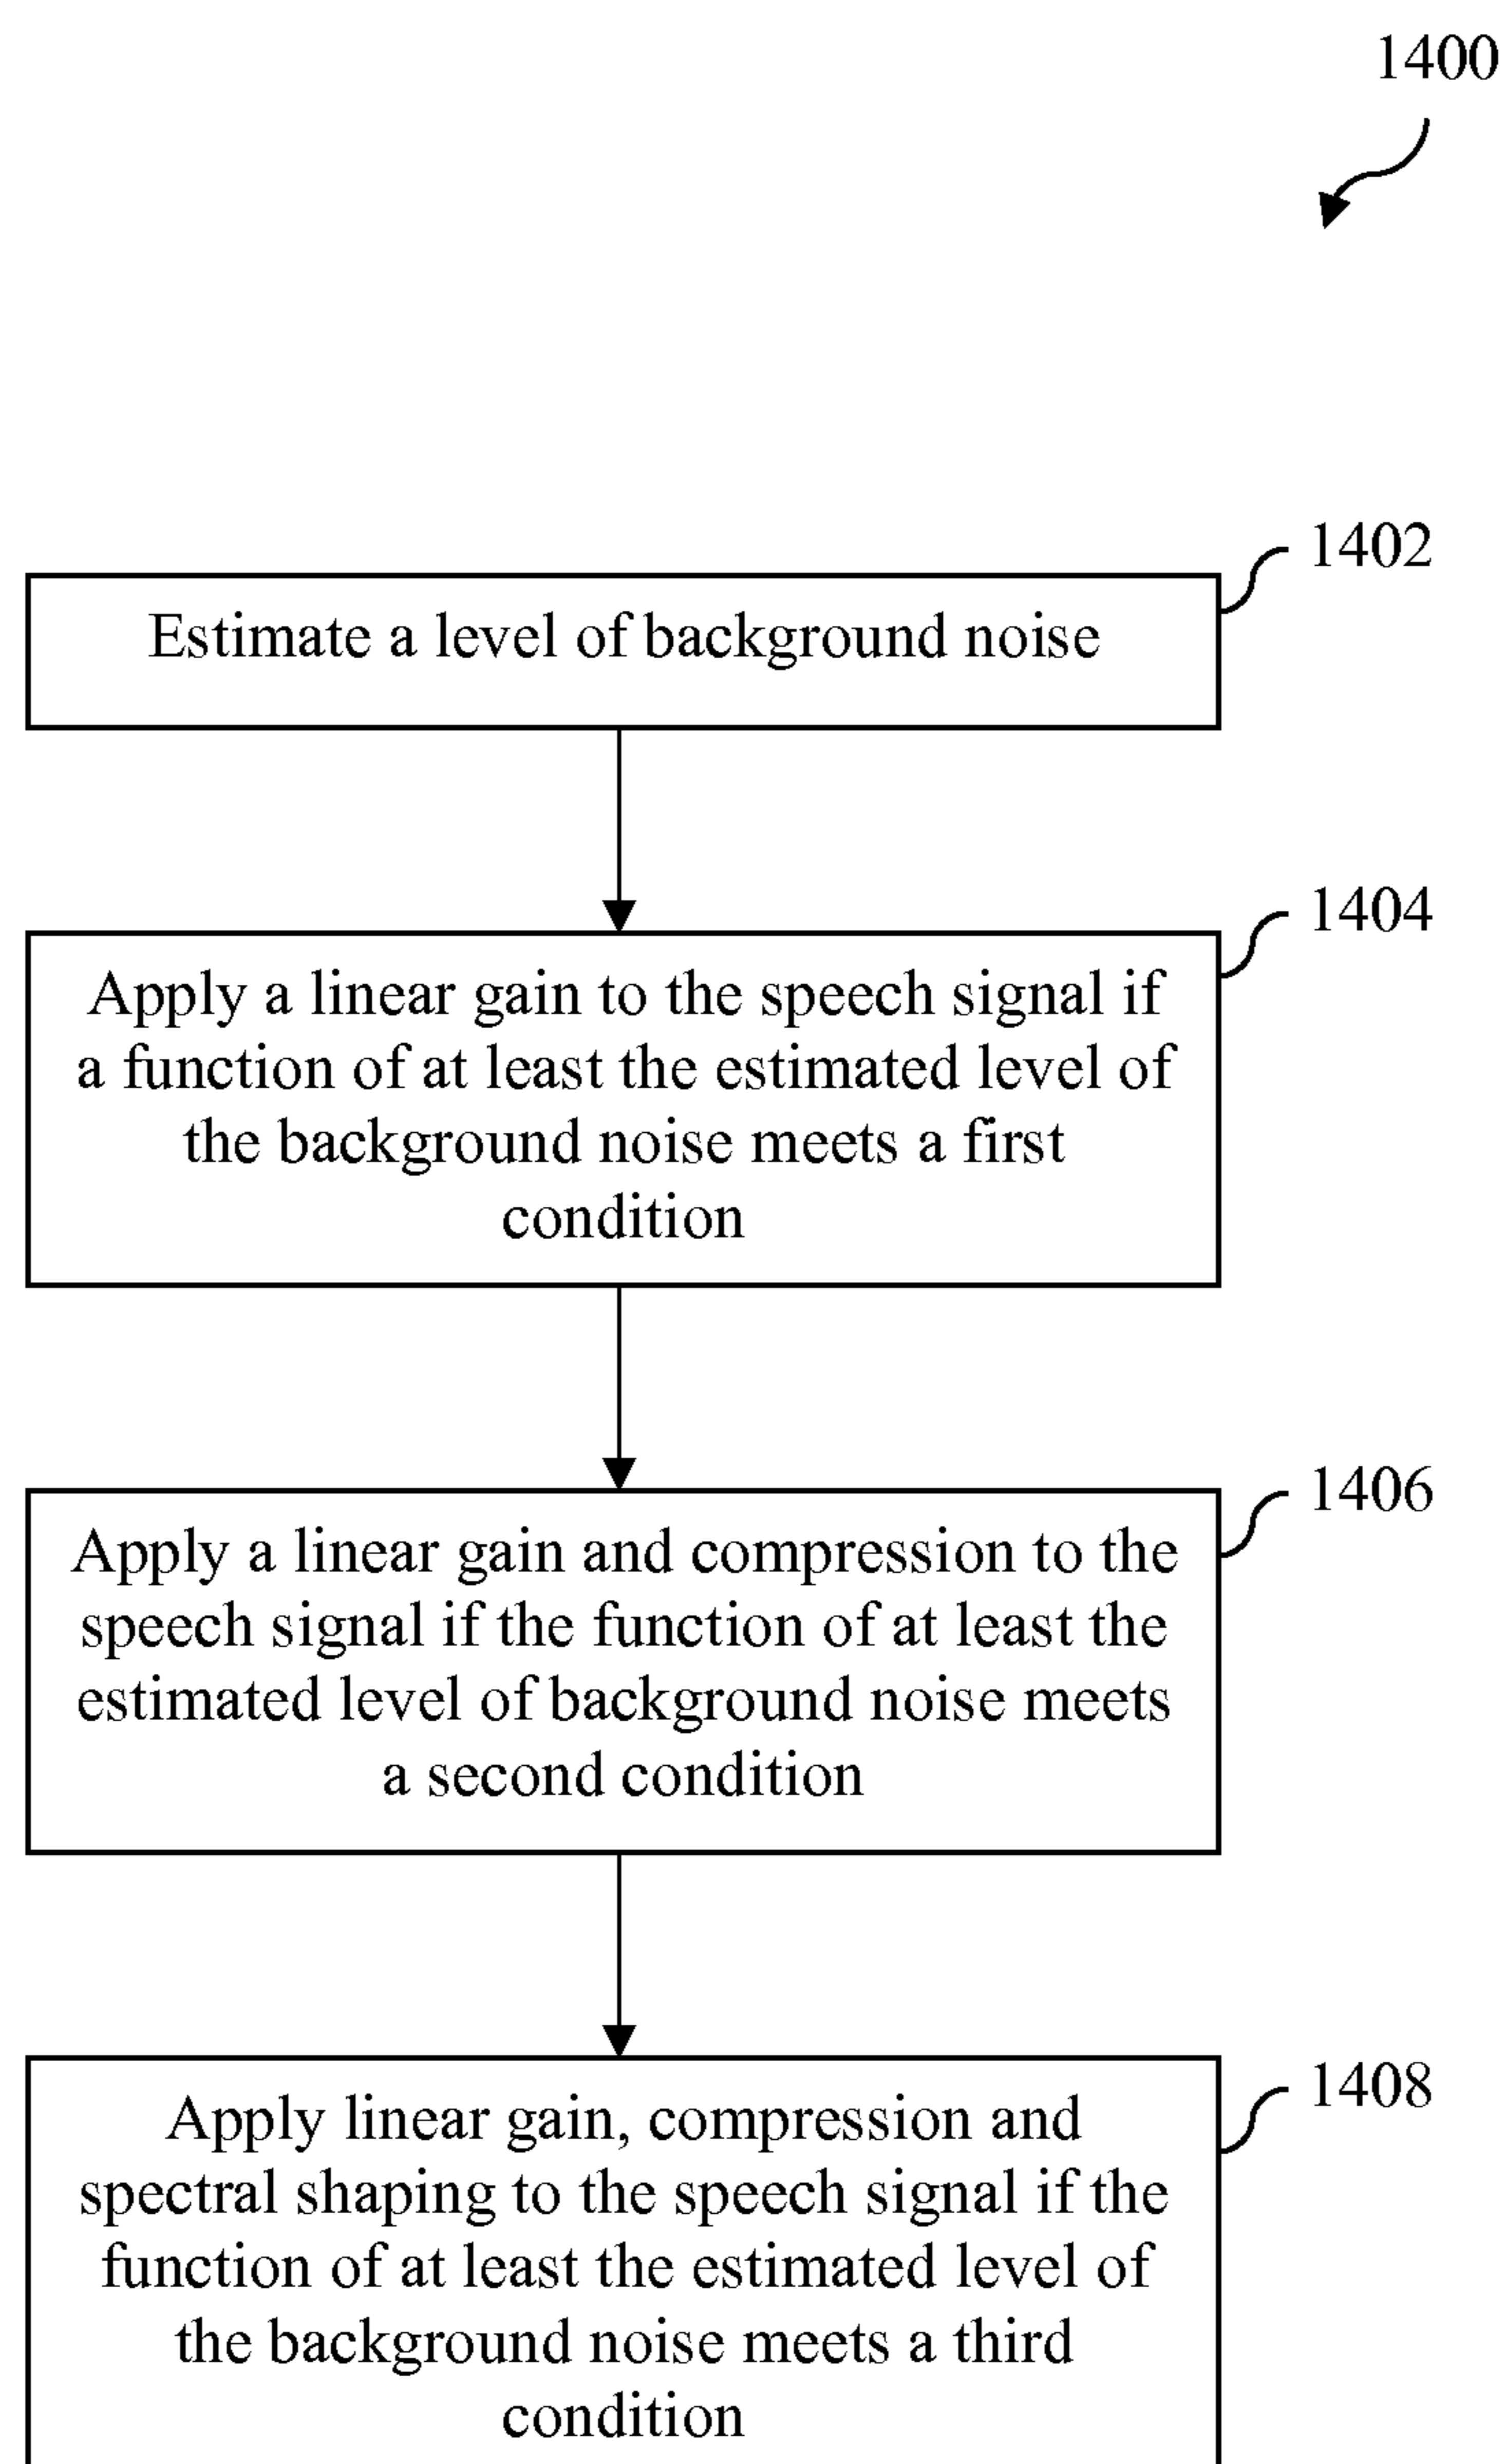 1400
1402
Estimate a level of background noise
1404
Apply a linear gain to the speech signal if
a function of at least the estimated level of
the background noise meets a first
condition
1406
Apply a linear gain and compression to the
speech signal if the function of at least the
estimated level of background noise meets
a second condition
1408
Apply linear gain, compression and
spectral shaping to the speech signal if the
function of at least the estimated level of
the background noise meets a third
condition